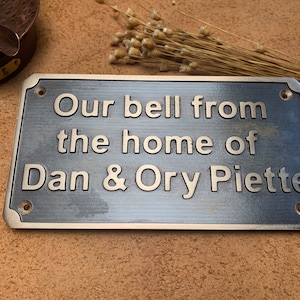 Our bell from
the home of
Dan & Ory Piette